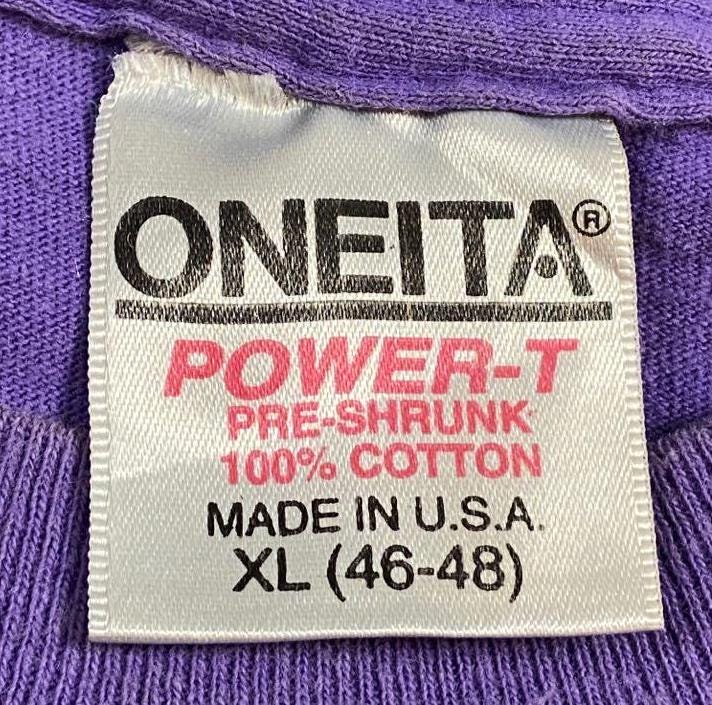 ONEITA®
POWER-T
PRE-SHRUNK
100% COTTON
MADE IN U.S.A.
XL (46-48)